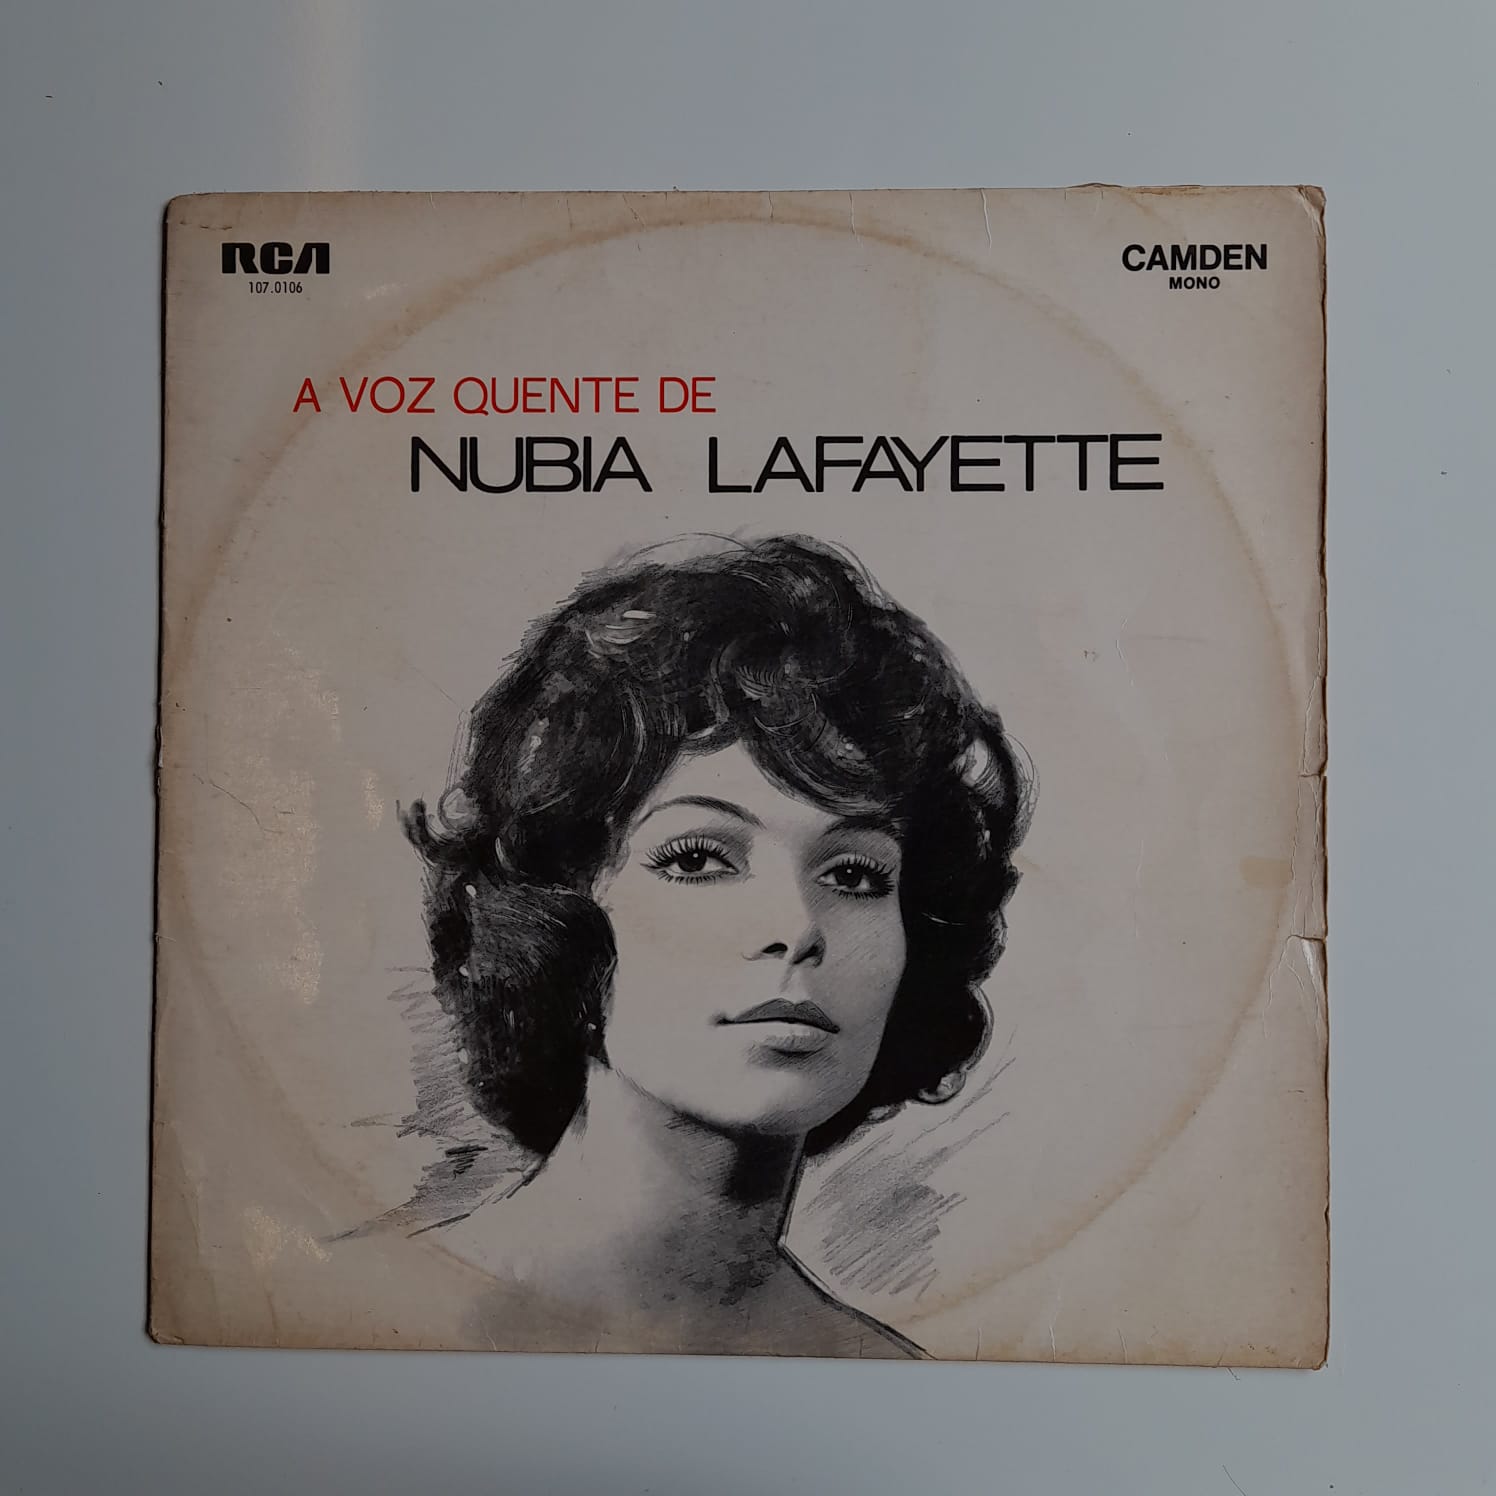 RCA
107.0106
CAMDEN
MONO
A VOZ QUENTE DE
NUBIA LAFAYETTE